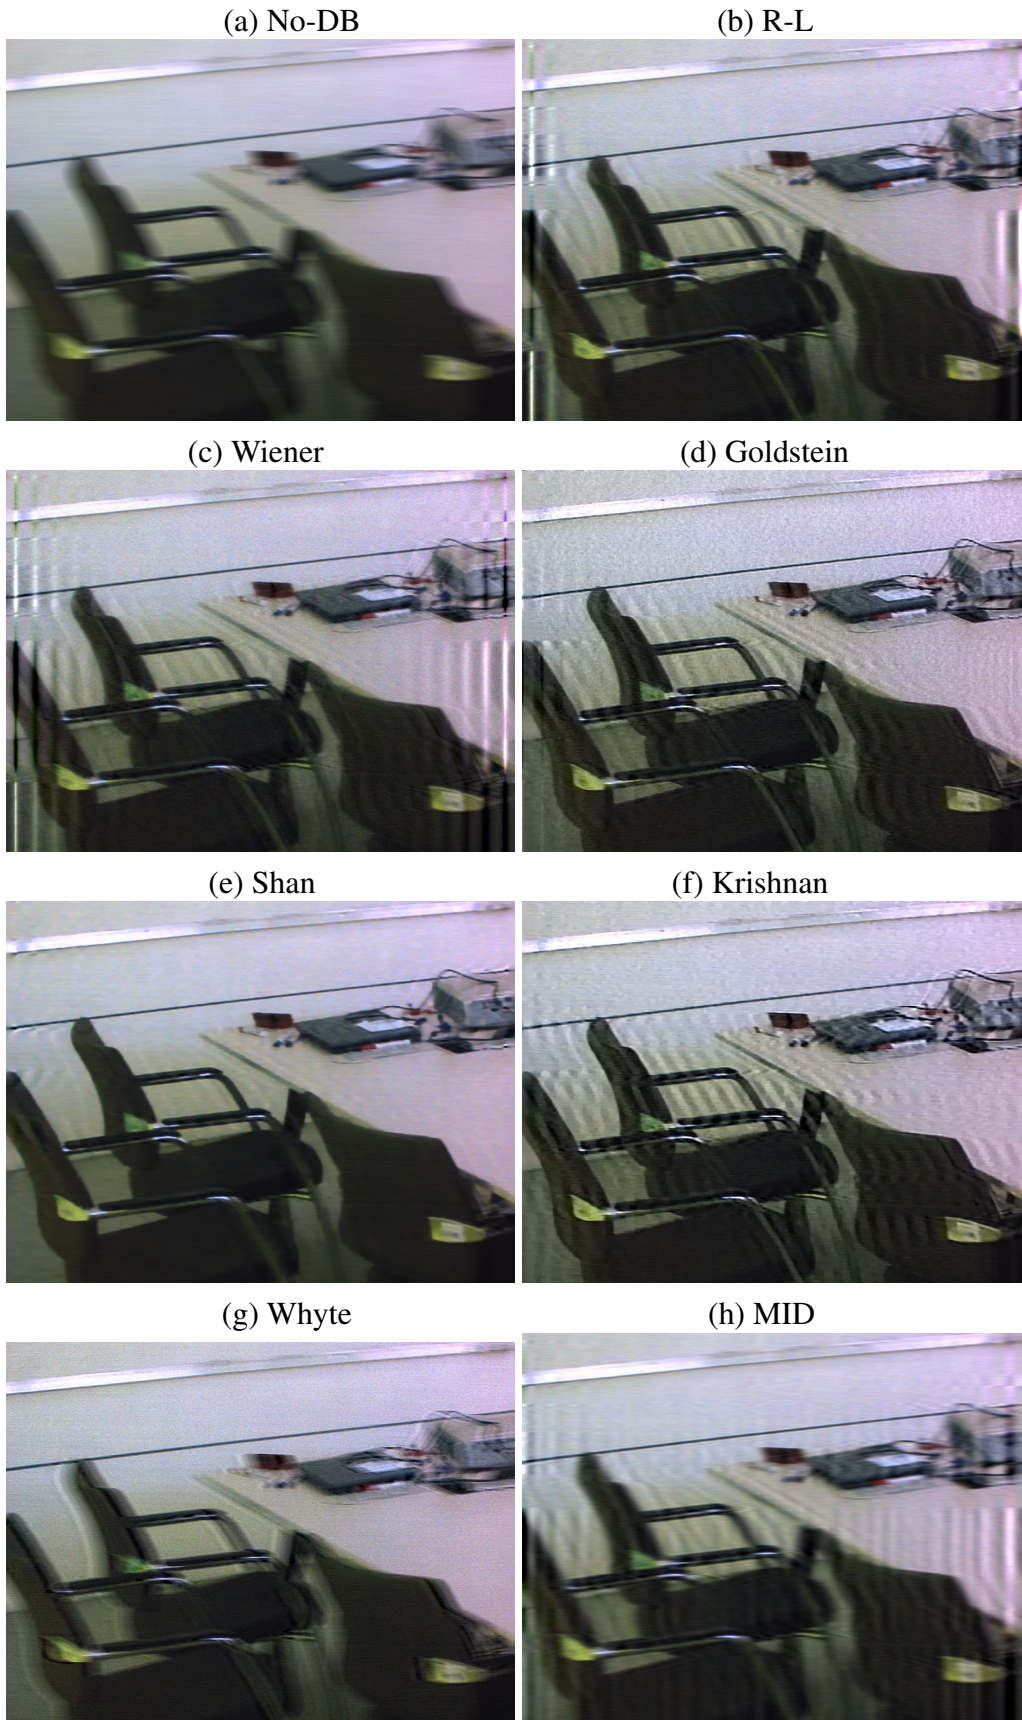 (a) No-DB
(b) R-L
(c) Wiener
(d) Goldstein
(e) Shan
(f) Krishnan
(g) Whyte
(h) MID